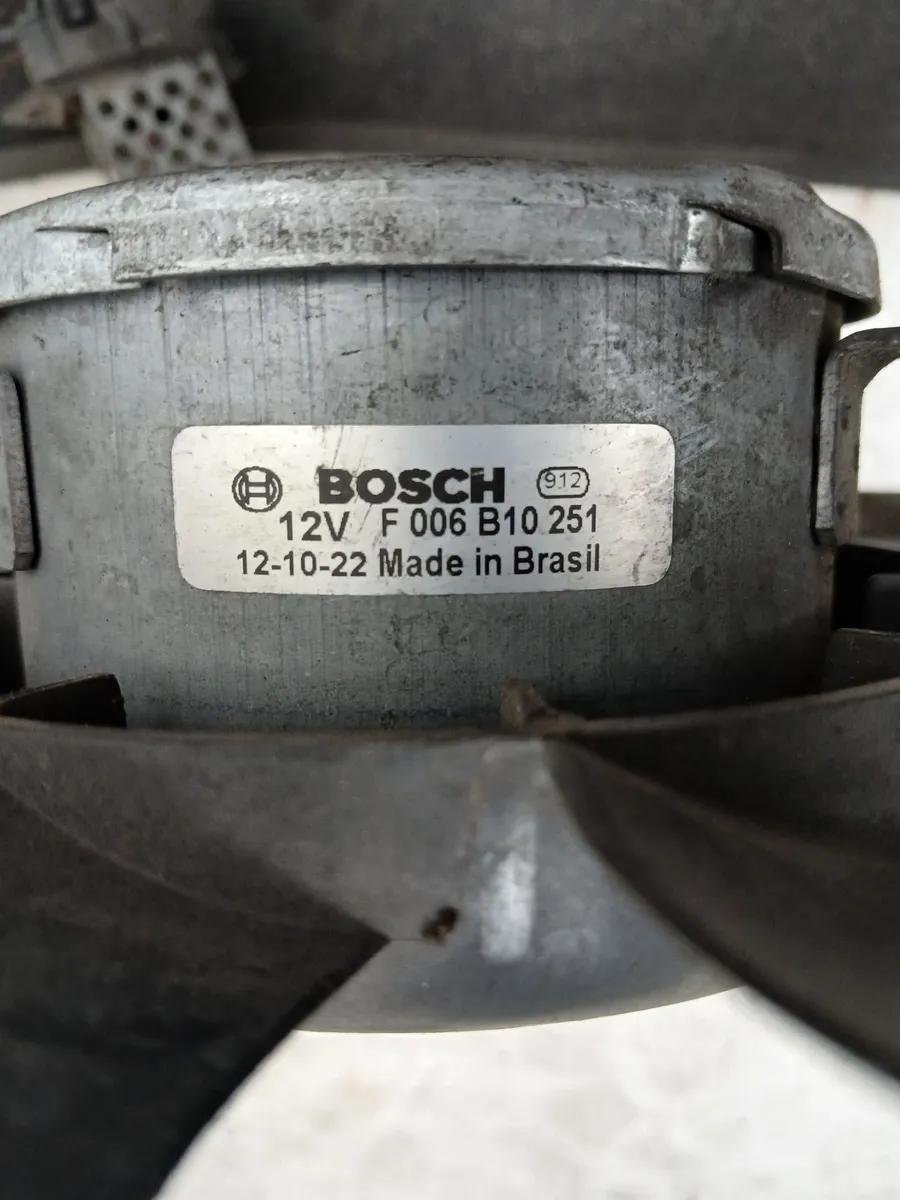 BOSCH 912
12V F 006 B10 251
12-10-22 Made in Brasil